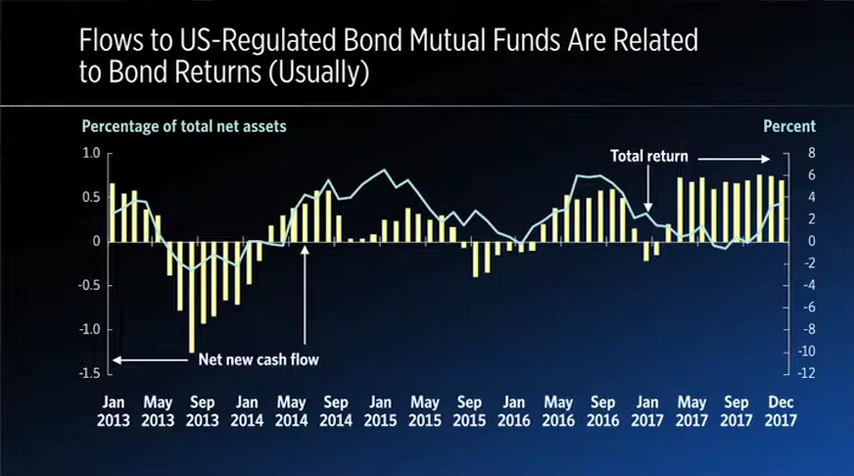 Flows to US-Regulated Bond Mutual Funds Are Related
to Bond Returns (Usually)
Percentage of total net assets
Percent
1.0
0.5
0
-0.5
-1.0
-1.5
Total return
Net new cash flow
8
6
4
2
0
-2
-4
-6
-8
-10
-12
Jan May Sep Jan May Sep Jan May Sep Jan May Sep Jan May Sep Dec
2013 2013 2013 2014 2014 2014 2015 2015 2015 2016 2016 2016 2017 2017 2017 2017